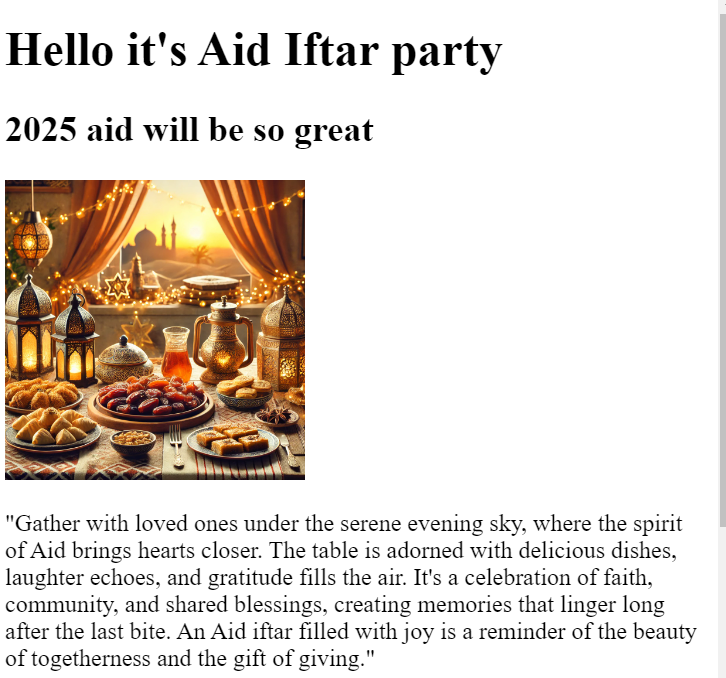 Hello it's Aid Iftar party
2025 aid will be so great
"Gather with loved ones under the serene evening sky, where the spirit
of Aid brings hearts closer. The table is adorned with delicious dishes,
laughter echoes, and gratitude fills the air. It's a celebration of faith,
community, and shared blessings, creating memories that linger long
after the last bite. An Aid iftar filled with joy is a reminder of the beauty
of togetherness and the gift of giving."